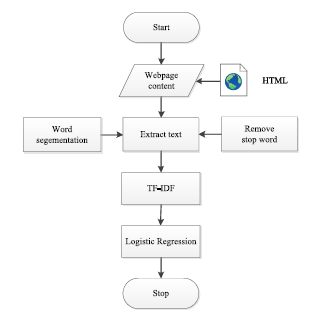 Start
Webpage
content
HTML
Word
segementation
Extract text
Remove
stop word
TF-IDF
Logistic Regression
Stop